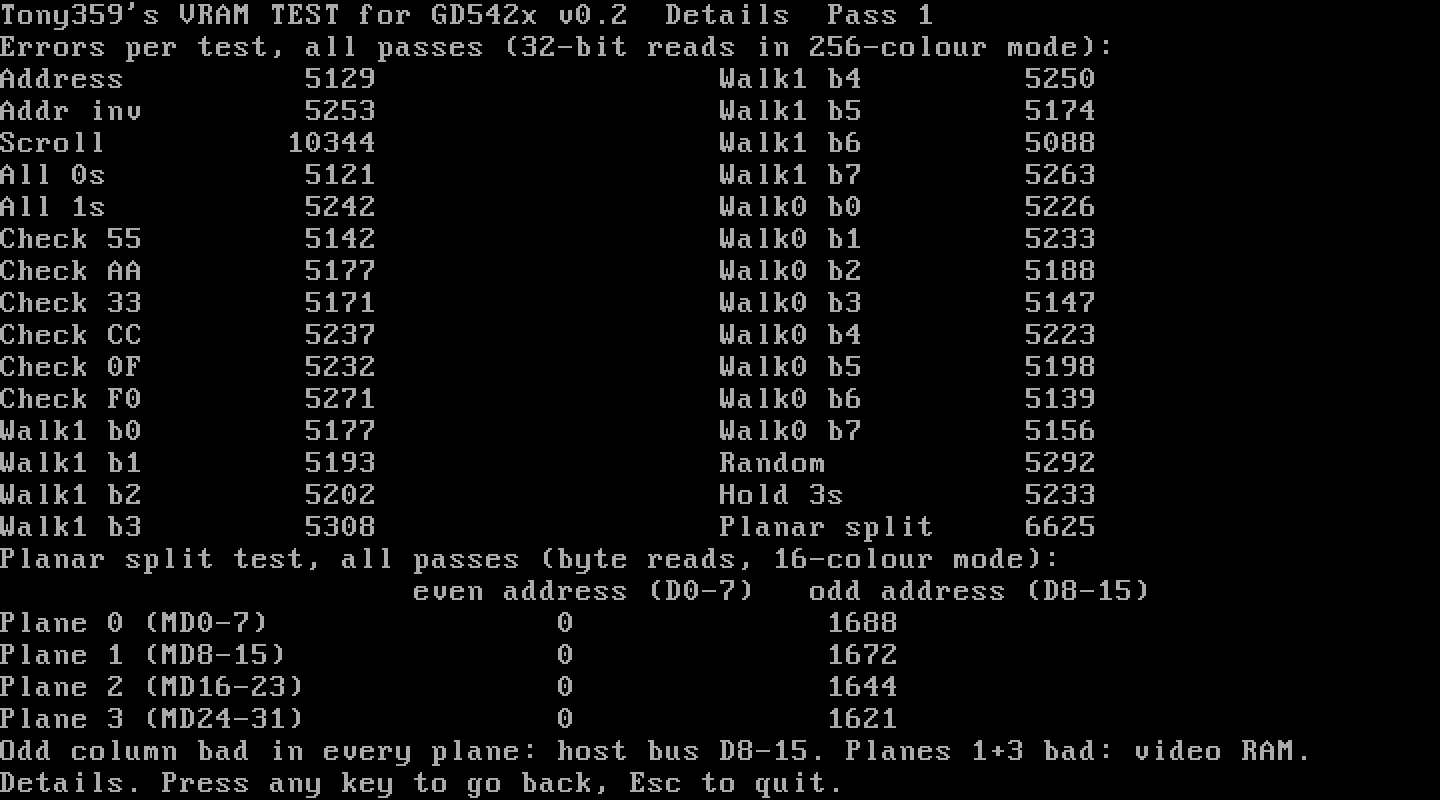 Tony359's VRAM TEST for GD542x v0.2  Details  Pass 1
Errors per test, all passes (32-bit reads in 256-colour mode):
Address          5129                   Walk1 b4         5250
Addr inv         5253                   Walk1 b5         5174
Scroll          10344                   Walk1 b6         5088
All 0s           5121                   Walk1 b7         5263
All 1s           5242                   Walk0 b0         5226
Check 55         5142                   Walk0 b1         5233
Check AA         5177                   Walk0 b2         5188
Check 33         5171                   Walk0 b3         5147
Check CC         5237                   Walk0 b4         5223
Check 0F         5232                   Walk0 b5         5198
Check F0         5271                   Walk0 b6         5139
Walk1 b0         5177                   Walk0 b7         5156
Walk1 b1         5193                   Random           5292
Walk1 b2         5202                   Hold 3s          5233
Walk1 b3         5308                   Planar split     6625
Planar split test, all passes (byte reads, 16-colour mode):
                       even address (D0-7)   odd address (D8-15)
Plane 0 (MD0-7)                0              1688
Plane 1 (MD8-15)               0              1672
Plane 2 (MD16-23)              0              1644
Plane 3 (MD24-31)              0              1621
Odd column bad in every plane: host bus D8-15. Planes 1+3 bad: video RAM.
Details. Press any key to go back, Esc to quit.